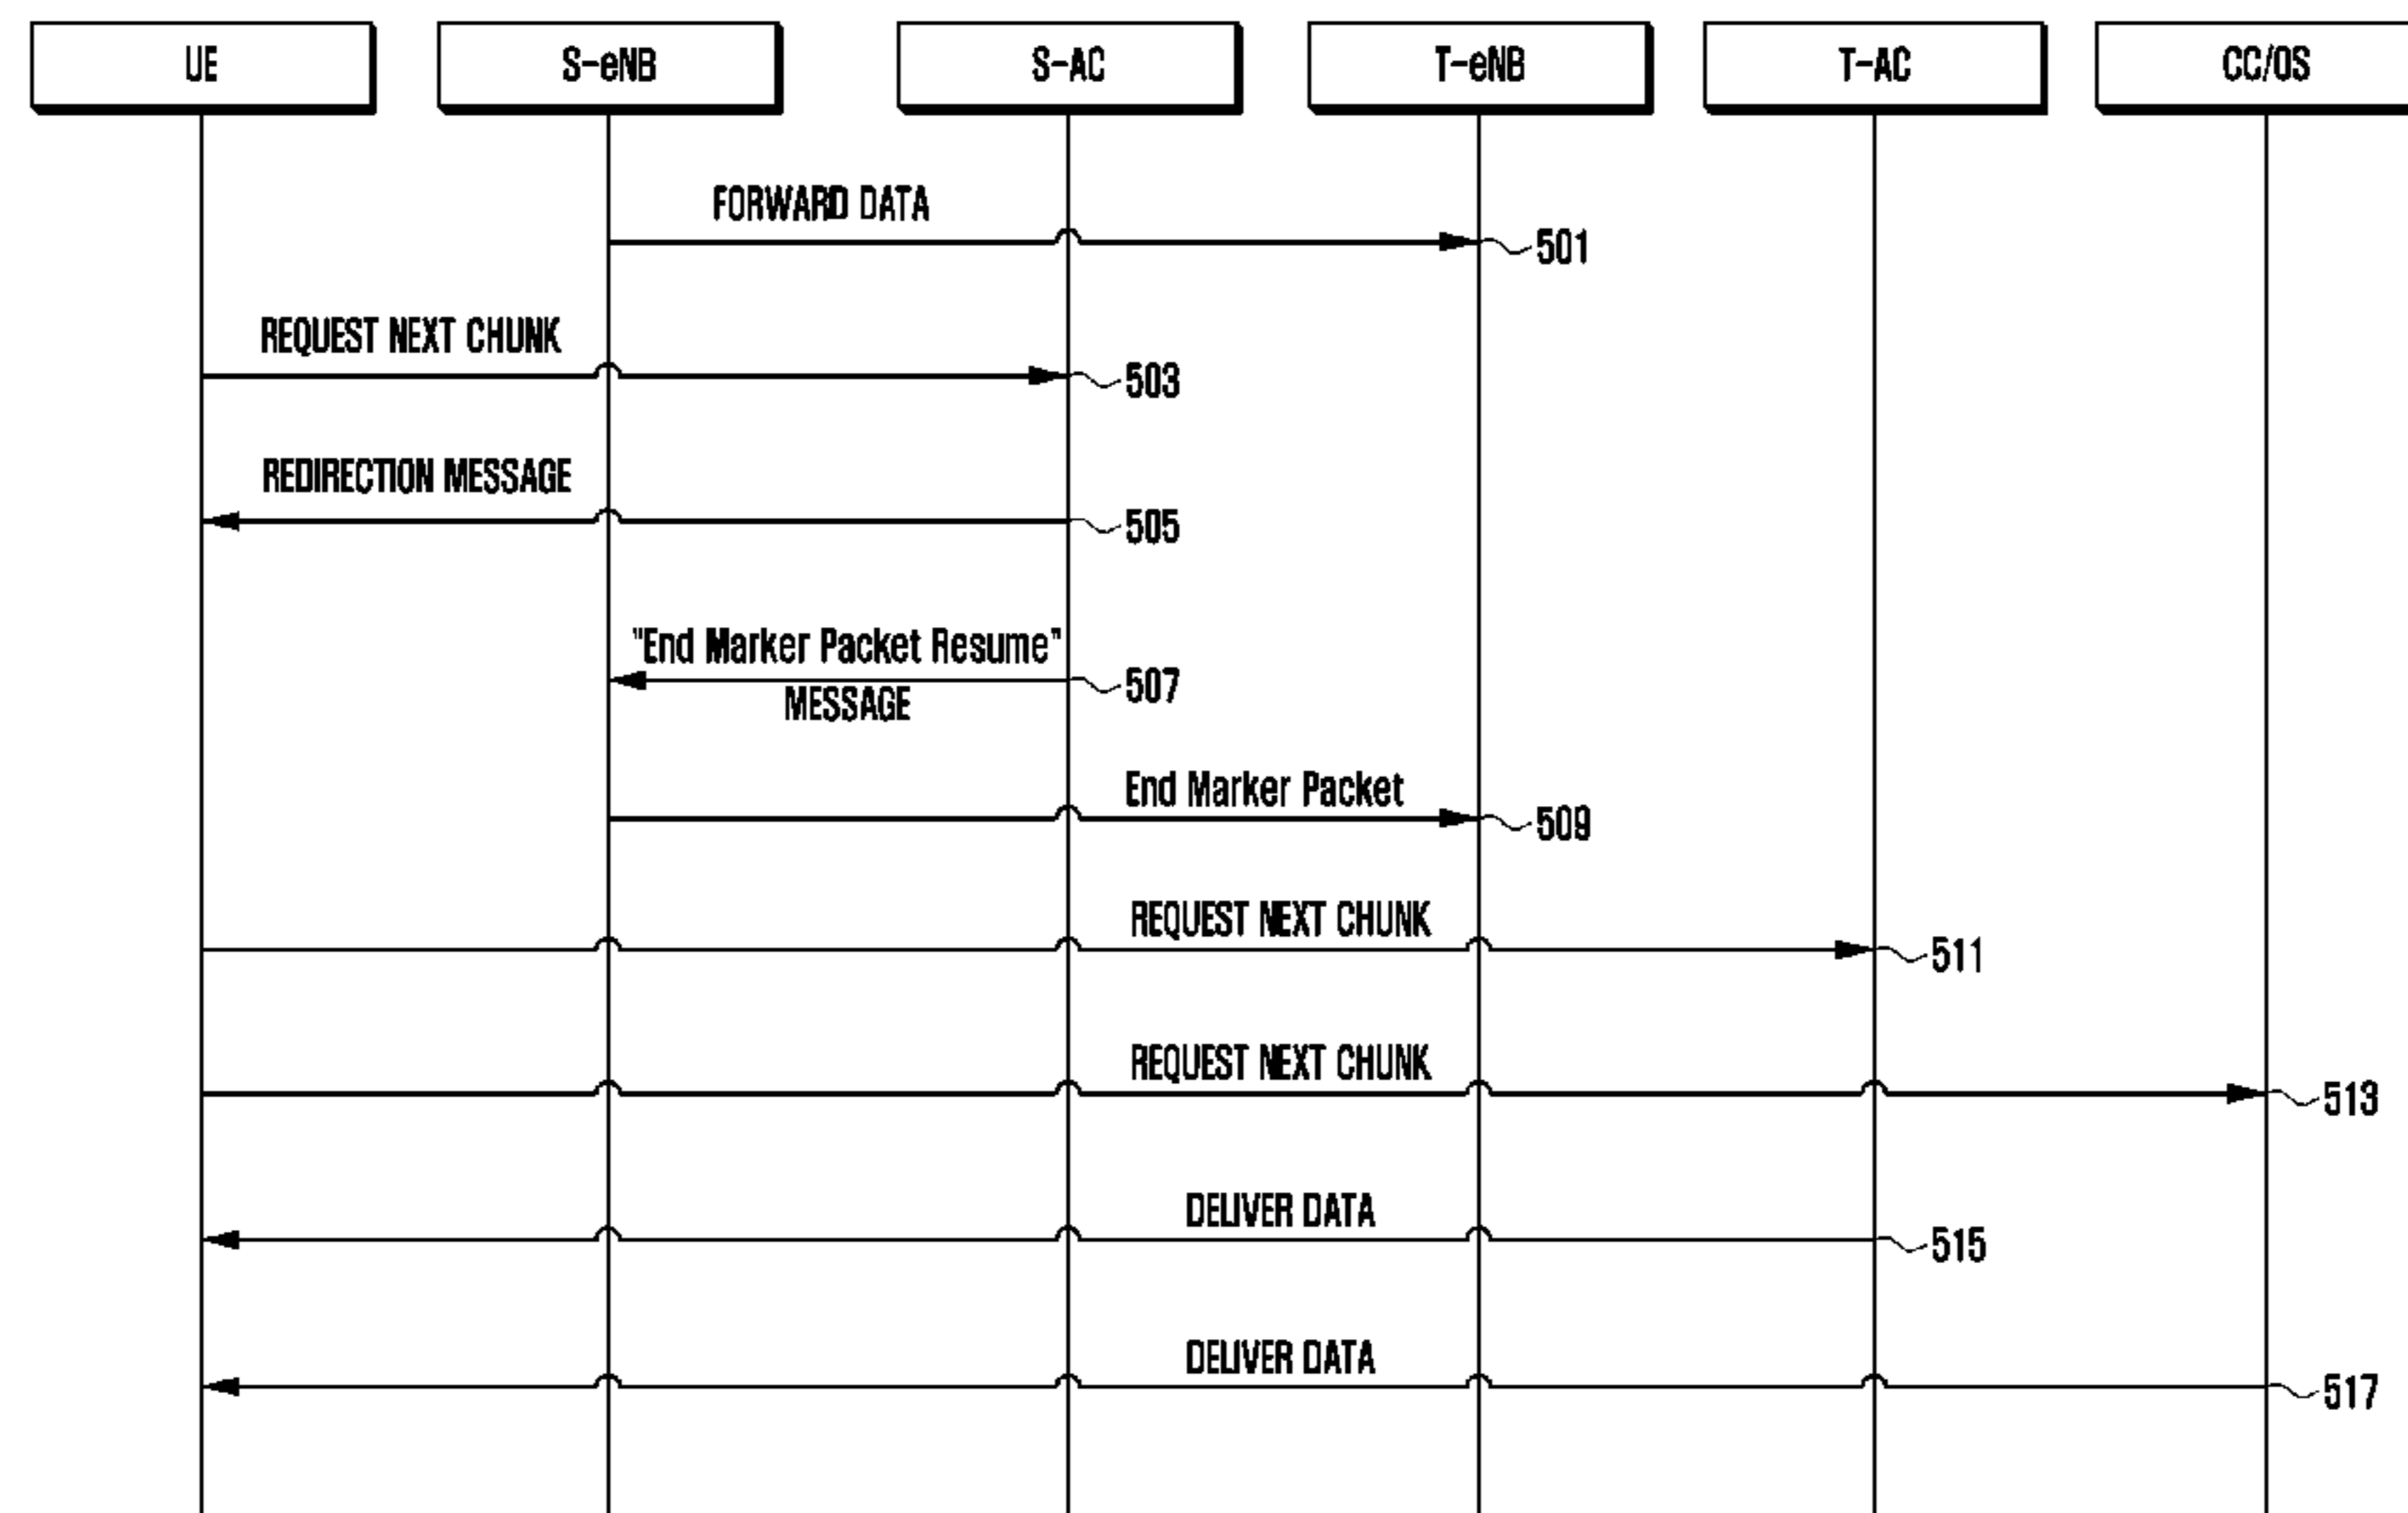 UE S-eNB S-AC T-eNB T-AC CC/OS
FORWARD DATA
501
REQUEST NEXT CHUNK
503
REDIRECTION MESSAGE
505
"End Marker Packet Resume"
MESSAGE
507
End Marker Packet
509
REQUEST NEXT CHUNK
511
REQUEST NEXT CHUNK
513
DELIVER DATA
515
DELIVER DATA
517